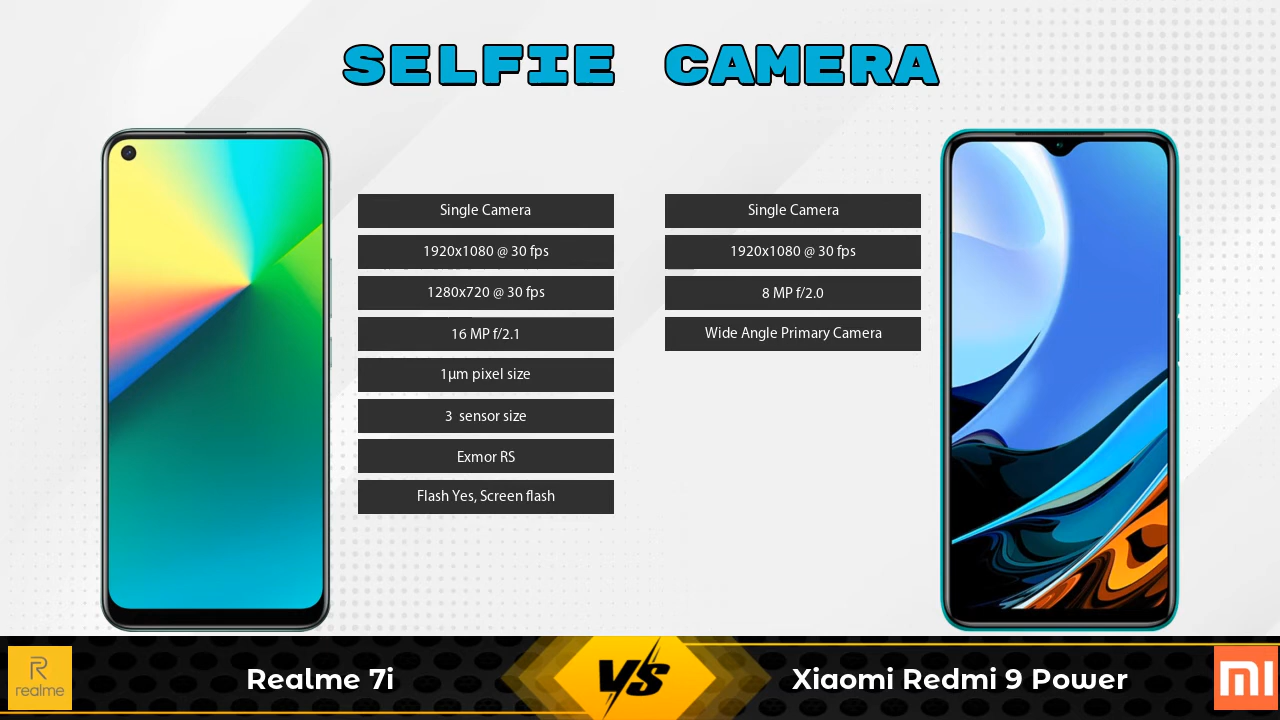 SELFIE CAMERA
Single Camera
1920x1080 @ 30 fps
1280x720 @ 30 fps
16 MP f/2.1
1µm pixel size
3 sensor size
Exmor RS
Flash Yes, Screen flash
Single Camera
1920x1080 @ 30 fps
8 MP f/2.0
Wide Angle Primary Camera
R
realme
Realme 7i
VS
Xiaomi Redmi 9 Power
mi